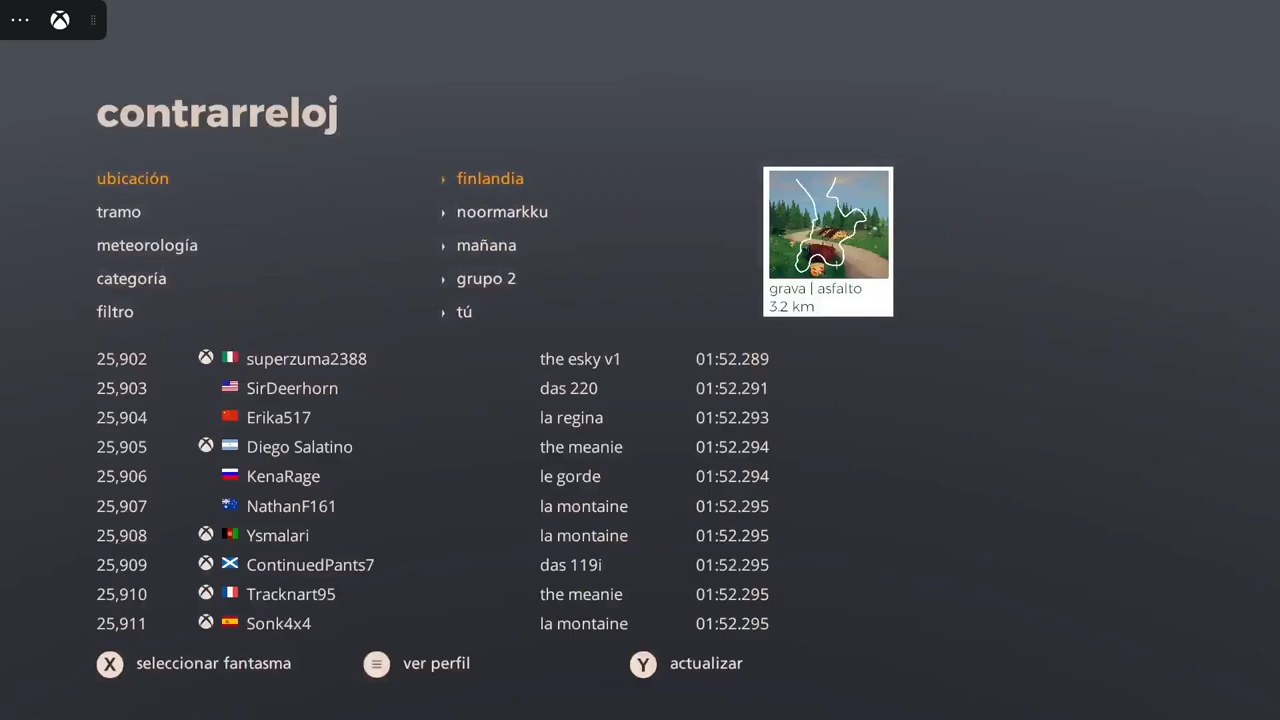 contrarreloj
ubicación finlandia
tramo noormarkku
meteorología mañana
categoría grupo 2
filtro tú
grava | asfalto
3.2 km
25,902 superzuma2388 the esky v1 01:52.289
25,903 SirDeerhorn das 220 01:52.291
25,904 Erika517 la regina 01:52.293
25,905 Diego Salatino the meanie 01:52.294
25,906 KenaRage le gorde 01:52.294
25,907 NathanF161 la montaine 01:52.295
25,908 Ysmalari la montaine 01:52.295
25,909 ContinuedPants7 das 119i 01:52.295
25,910 Tracknart95 the meanie 01:52.295
25,911 Sonk4x4 la montaine 01:52.295
X seleccionar fantasma ver perfil Y actualizar